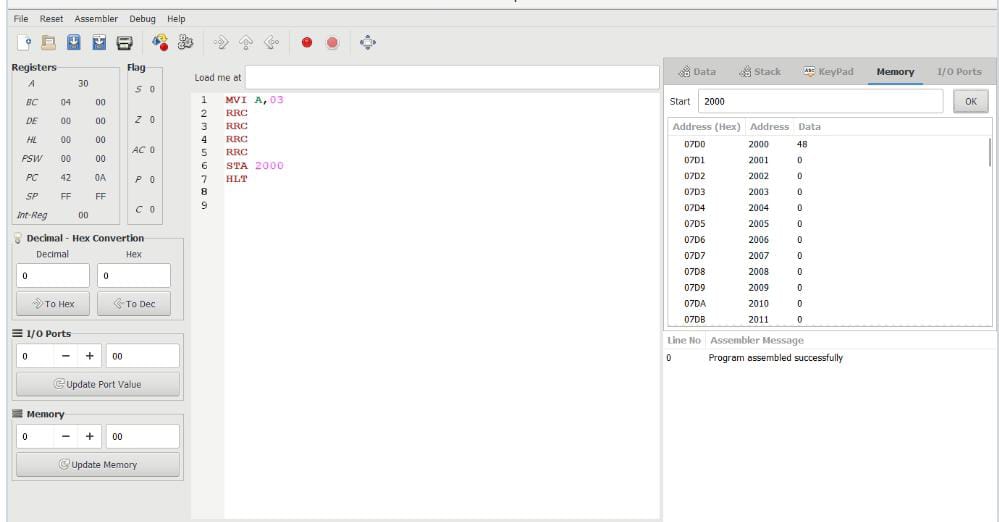 File Reset Assembler Debug Help
Registers
A 30
BC 04 00
DE 00 00
HL 00 00
PSW 00 00
PC 42 0A
SP FF FF
Int-Reg 00
Flag
S 0
Z 0
AC 0
P 0
C 0
Decimal - Hex Convertion
Decimal Hex
0 0
To Hex To Dec
I/O Ports
0 − + 00
Update Port Value
Memory
0 − + 00
Update Memory
Load me at
1 MVI A,03
2 RRC
3 RRC
4 RRC
5 RRC
6 STA 2000
7 HLT
8
9
Data Stack ABC KeyPad Memory I/O Ports
Start 2000 OK
Address (Hex) Address Data
07D0 2000 48
07D1 2001 0
07D2 2002 0
07D3 2003 0
07D4 2004 0
07D5 2005 0
07D6 2006 0
07D7 2007 0
07D8 2008 0
07D9 2009 0
07DA 2010 0
07DB 2011 0
Line No Assembler Message
0 Program assembled successfully